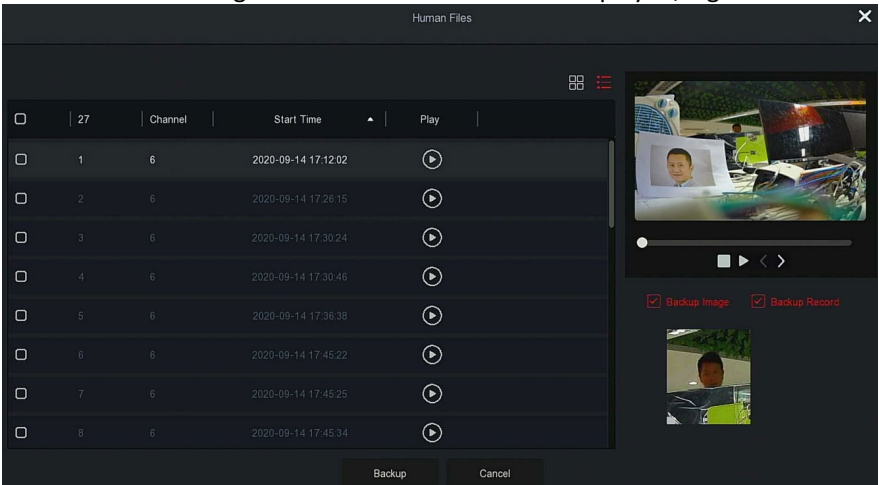 Human Files
27 Channel Start Time Play
1 6 2020-09-14 17:12:02
2 6 2020-09-14 17:26:15
3 6 2020-09-14 17:30:24
4 6 2020-09-14 17:30:46
5 6 2020-09-14 17:36:38
6 6 2020-09-14 17:45:22
7 6 2020-09-14 17:45:25
8 6 2020-09-14 17:45:34
Backup Image Backup Record
Backup Cancel